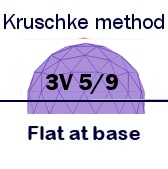 Kruschke method
3V 5/9
Flat at base